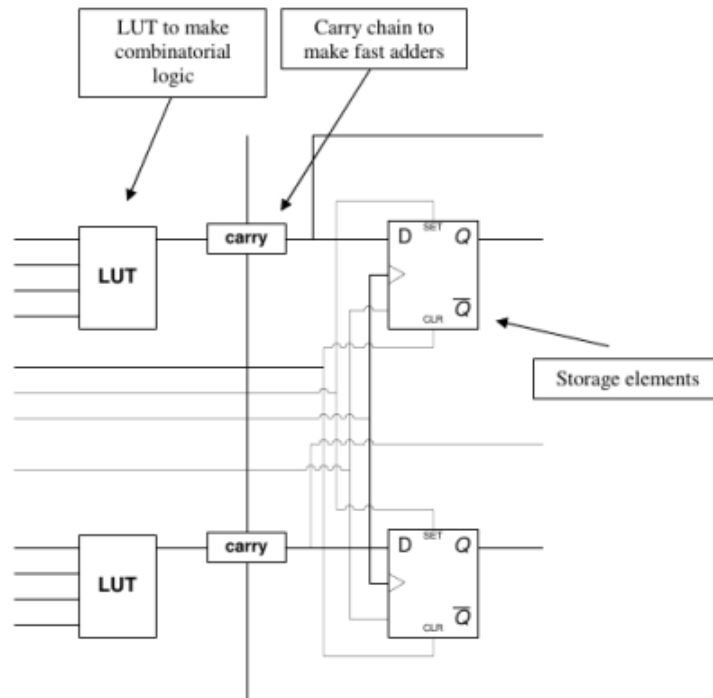 LUT to make
combinatorial
logic
Carry chain to
make fast adders
carry
D
SET
Q
LUT
Q
CLR
Storage elements
carry
D
SET
Q
LUT
Q
CLR